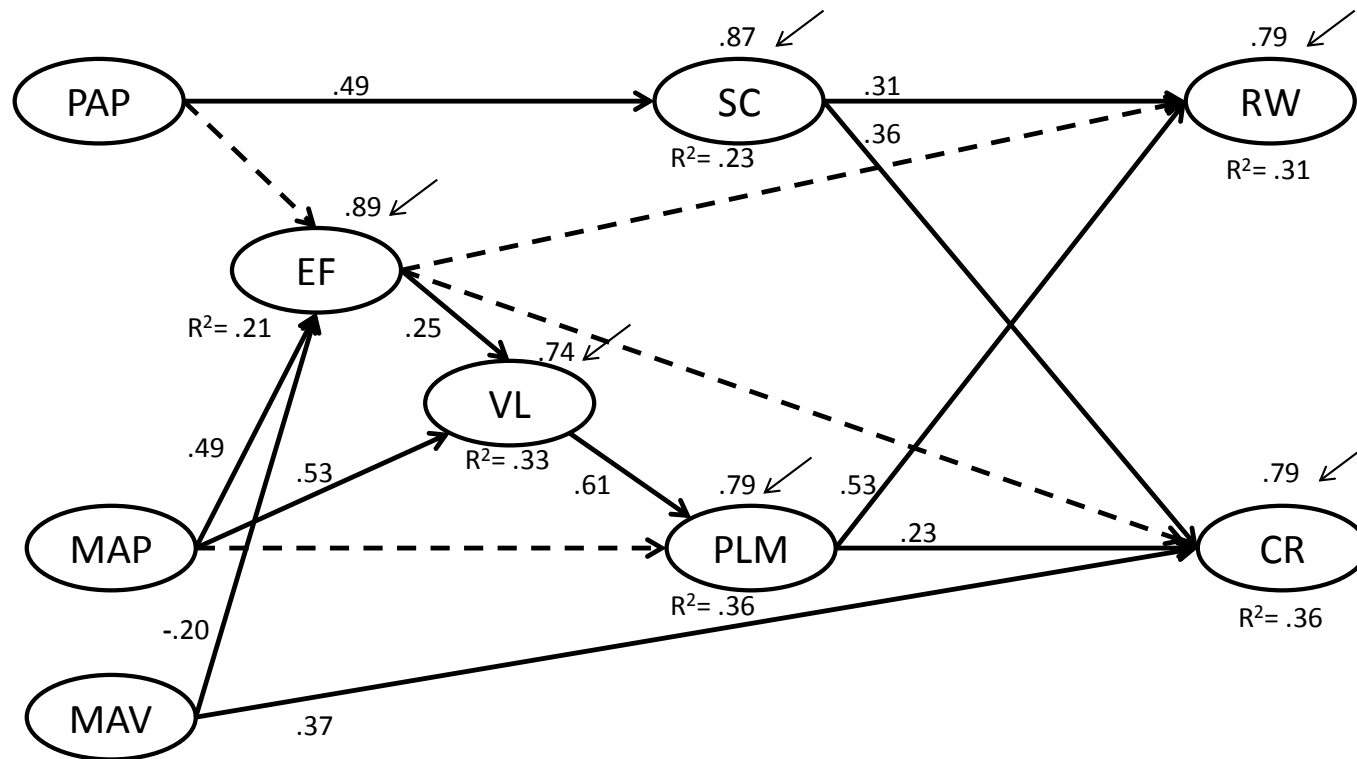 .87
.79
PAP
.49
SC
.31
RW
.36
R²= .23
R²= .31
.89
EF
R²= .21
.25
.74
VL
.49
.53
R²= .33
.61
.79
.53
.79
MAP
PLM
.23
CR
R²= .36
R²= .36
-.20
MAV
.37